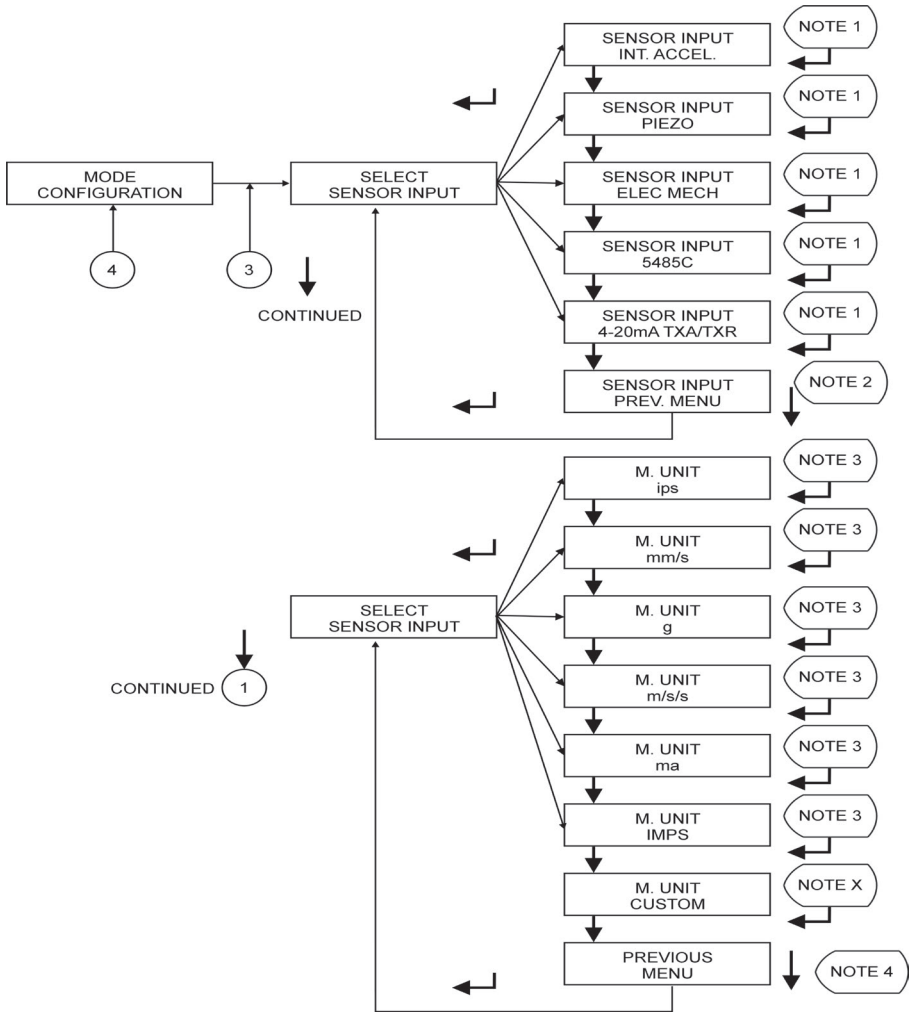 SENSOR INPUT
INT. ACCEL.
NOTE 1
SENSOR INPUT
PIEZO
NOTE 1
MODE
CONFIGURATION
SELECT
SENSOR INPUT
SENSOR INPUT
ELEC MECH
NOTE 1
4
3
CONTINUED
SENSOR INPUT
5485C
NOTE 1
SENSOR INPUT
4-20mA TXA/TXR
NOTE 1
SENSOR INPUT
PREV. MENU
NOTE 2
M. UNIT
ips
NOTE 3
M. UNIT
mm/s
NOTE 3
SELECT
SENSOR INPUT
M. UNIT
g
NOTE 3
CONTINUED
1
M. UNIT
m/s/s
NOTE 3
M. UNIT
ma
NOTE 3
M. UNIT
IMPS
NOTE 3
M. UNIT
CUSTOM
NOTE X
PREVIOUS
MENU
NOTE 4